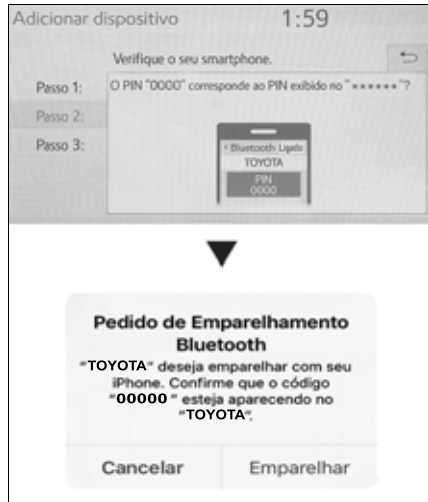 Adicionar dispositivo 1:59
Verifique o seu smartphone.
Passo 1:
O PIN "0000" corresponde ao PIN exibido no "******"?
Passo 2:
Passo 3:
< Bluetooth Ligado
TOYOTA
PIN
0000
Pedido de Emparelhamento
Bluetooth
"TOYOTA" deseja emparelhar com seu
iPhone. Confirme que o código
"00000 " esteja aparecendo no
"TOYOTA".
Cancelar Emparelhar